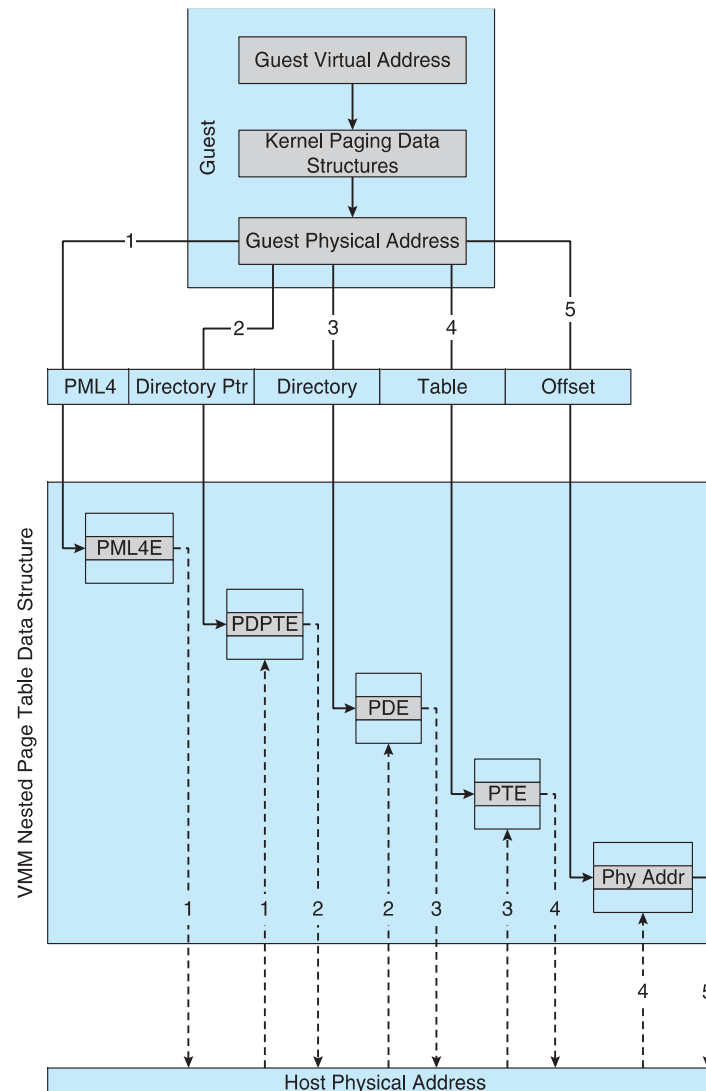 Guest Virtual Address
Kernel Paging Data
Structures
Guest
Guest Physical Address
1
2
3
4
5
PML4
Directory Ptr
Directory
Table
Offset
VMM Nested Page Table Data Structure
PML4E
PDPTE
PDE
PTE
Phy Addr
1
1
2
2
3
3
4
4
5
Host Physical Address